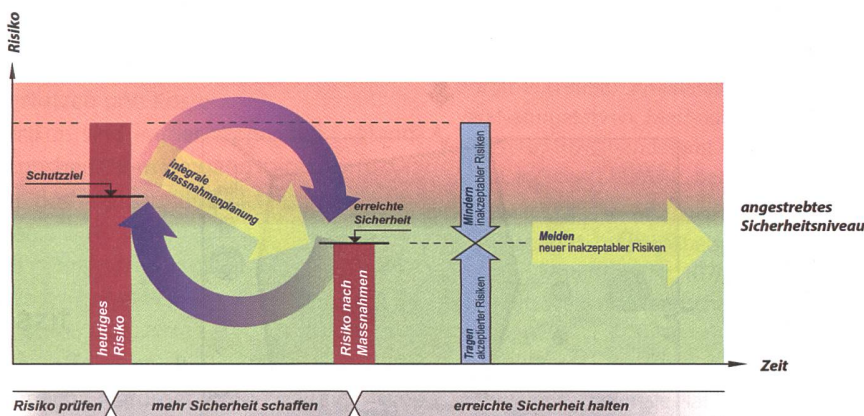 Risiko
Schutzziel
integrale
Massnahmenplanung
erreichte
Sicherheit
Mindern
inakzeptabler Risiken
angestrebtes
Sicherheitsniveau
Meiden
neuer inakzeptabler Risiken
heutiges
Risiko
Risiko nach
Massnahmen
Tragen
akzeptierter Risiken
Zeit
Risiko prüfen
mehr Sicherheit schaffen
erreichte Sicherheit halten